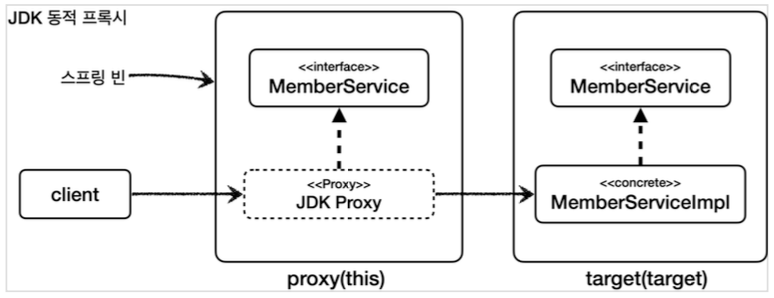 JDK 동적 프록시
스프링 빈
<<interface>>
MemberService
<<interface>>
MemberService
client
<<Proxy>>
JDK Proxy
<<concrete>>
MemberServiceImpl
proxy(this)
target(target)